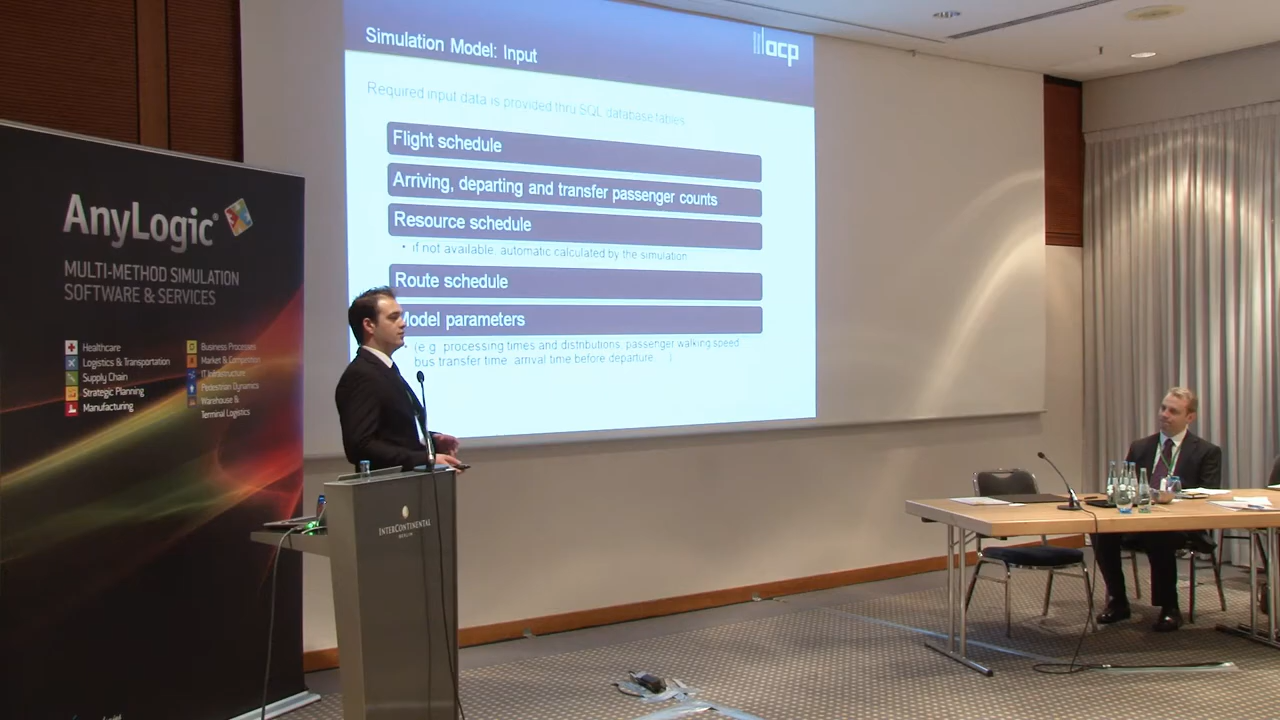 Simulation Model: Input
acp
Required input data is provided thru SQL database tables
Flight schedule
Arriving, departing and transfer passenger counts
Resource schedule
• if not available, automatic calculated by the simulation
Route schedule
Model parameters
(e.g. processing times and distributions, passenger walking speed
bus transfer time, arrival time before departure, ...)
AnyLogic®
MULTI-METHOD SIMULATION
SOFTWARE & SERVICES
Healthcare
Logistics & Transportation
Supply Chain
Strategic Planning
Manufacturing
Business Processes
Market & Competition
IT Infrastructure
Pedestrian Dynamics
Warehouse &
Terminal Logistics
INTERCONTINENTAL
BERLIN